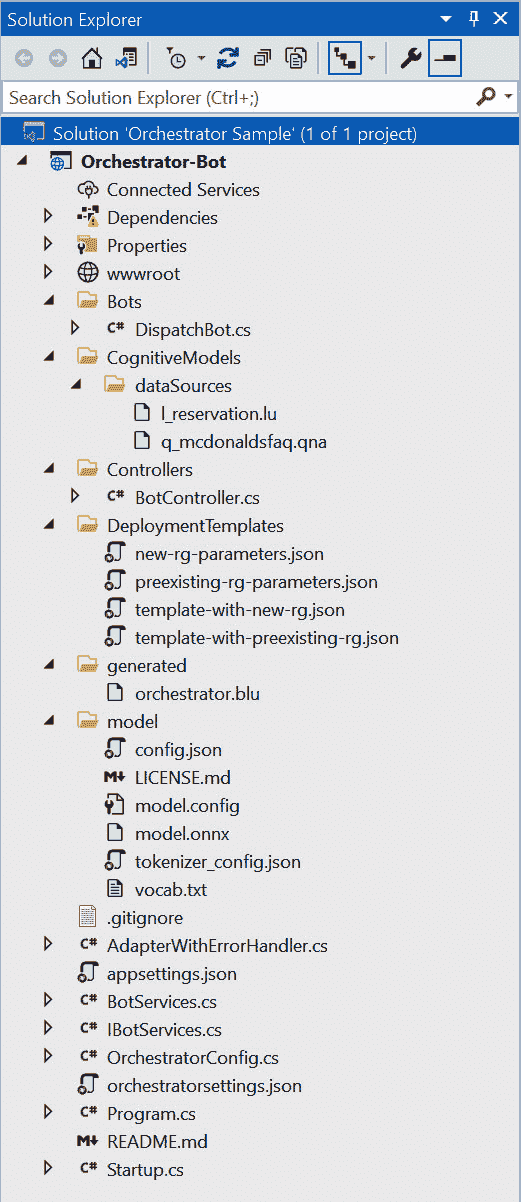 Solution Explorer
Search Solution Explorer (Ctrl+;)
Solution 'Orchestrator Sample' (1 of 1 project)
Orchestrator-Bot
Connected Services
Dependencies
Properties
wwwroot
Bots
C# DispatchBot.cs
CognitiveModels
dataSources
l_reservation.lu
q_mcdonaldsfaq.qna
Controllers
C# BotController.cs
DeploymentTemplates
new-rg-parameters.json
preexisting-rg-parameters.json
template-with-new-rg.json
template-with-preexisting-rg.json
generated
orchestrator.blu
model
config.json
M LICENSE.md
model.config
model.onnx
tokenizer_config.json
vocab.txt
.gitignore
C# AdapterWithErrorHandler.cs
appsettings.json
C# BotServices.cs
C# IBotServices.cs
C# OrchestratorConfig.cs
orchestratorsettings.json
C# Program.cs
M README.md
C# Startup.cs